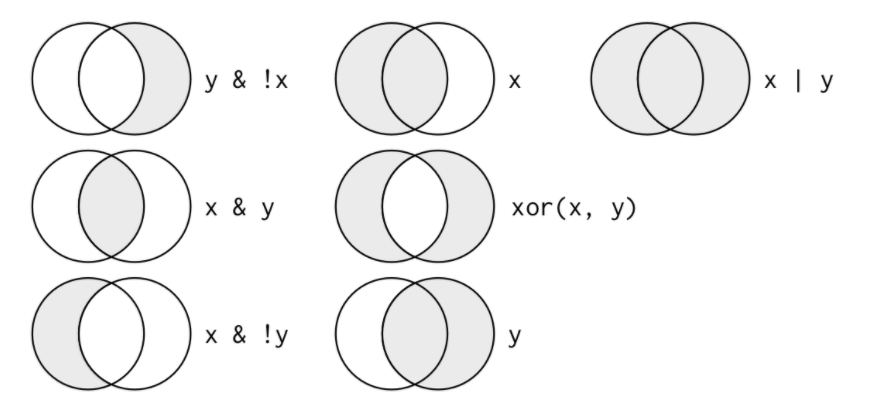 y & !x
x
x | y
x & y
xor(x, y)
x & !y
y